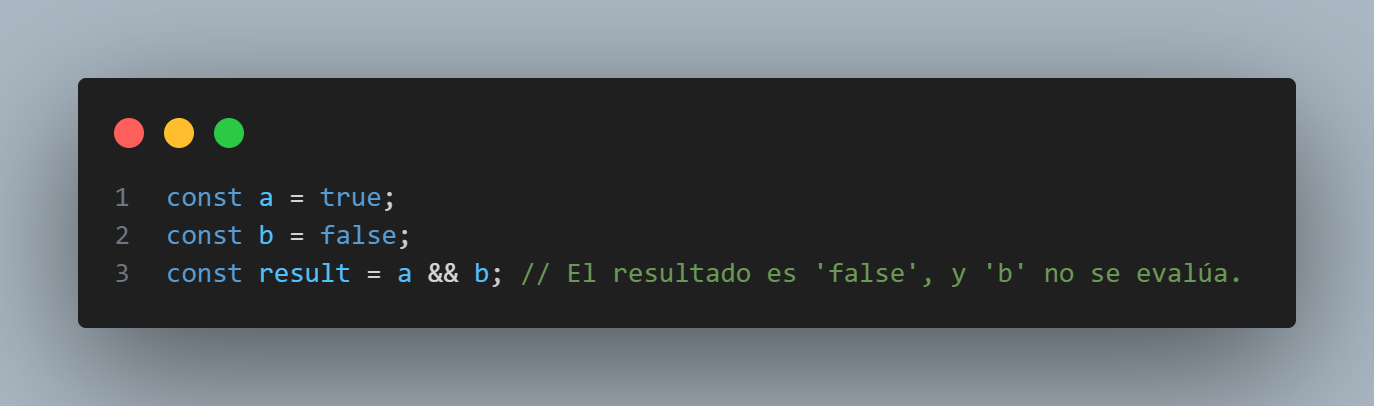 1 const a = true;
2 const b = false;
3 const result = a && b; // El resultado es 'false', y 'b' no se evalúa.